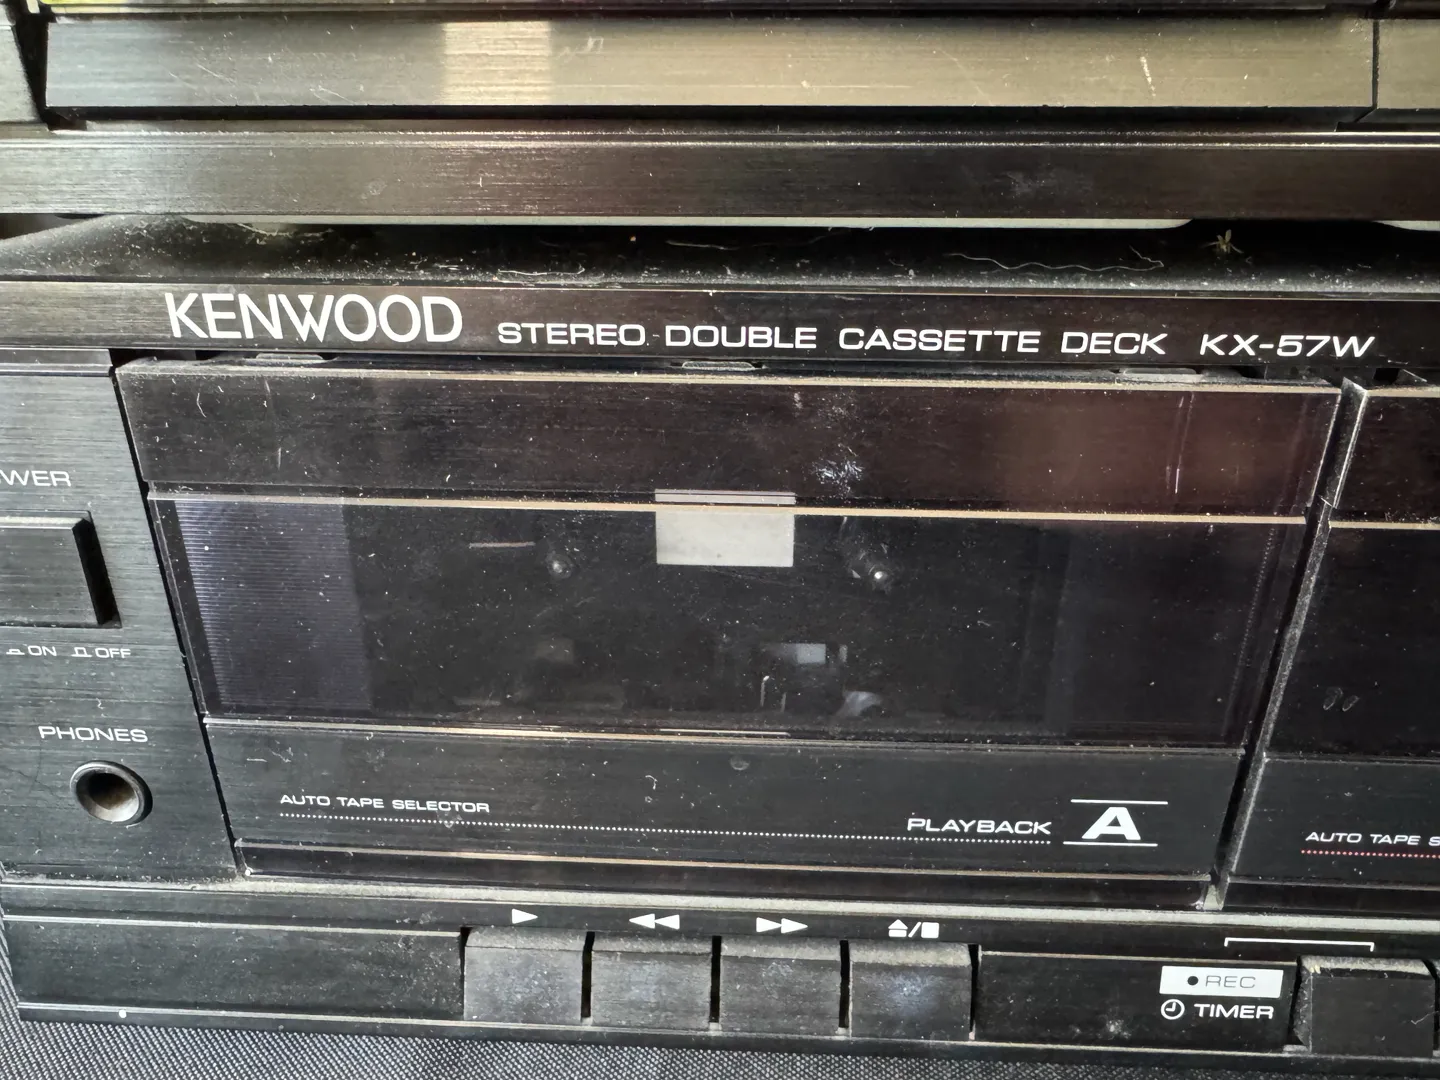 KENWOOD STEREO DOUBLE CASSETTE DECK KX-57W
WER
ON OFF
PHONES
AUTO TAPE SELECTOR
PLAYBACK A
AUTO TAPE S
REC
TIMER